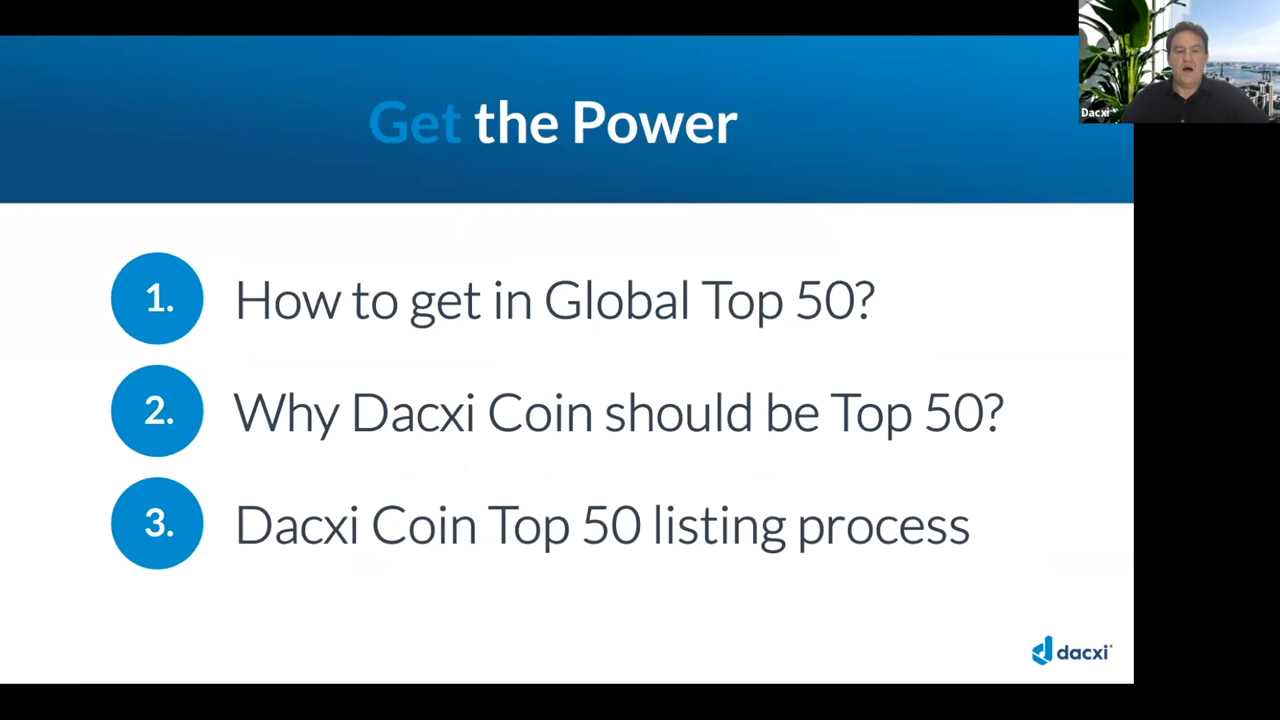 Get the Power
Dacxi
1. How to get in Global Top 50?
2. Why Dacxi Coin should be Top 50?
3. Dacxi Coin Top 50 listing process
dacxi